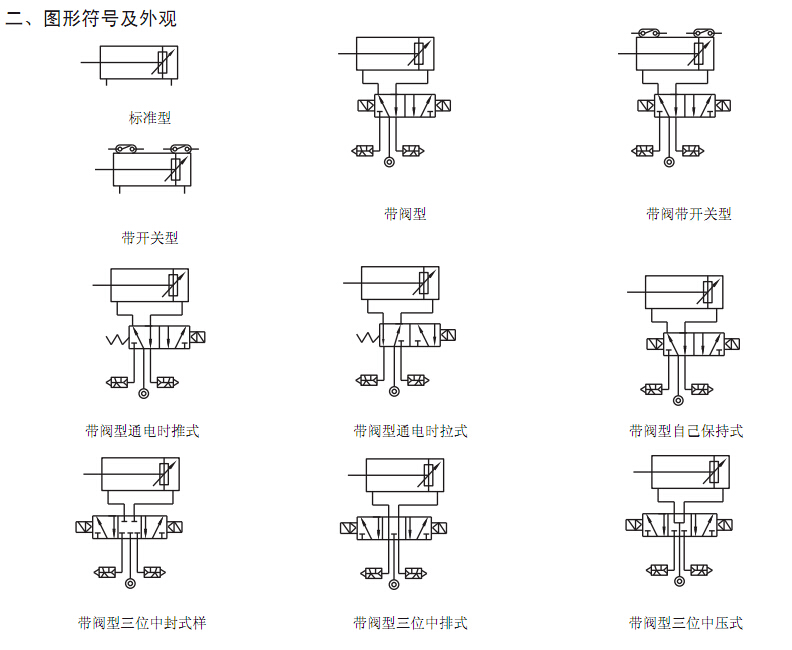 二、图形符号及外观
标准型
带开关型
带阀型
带阀带开关型
带阀型通电时推式
带阀型通电时拉式
带阀型自己保持式
带阀型三位中封式样
带阀型三位中排式
带阀型三位中压式